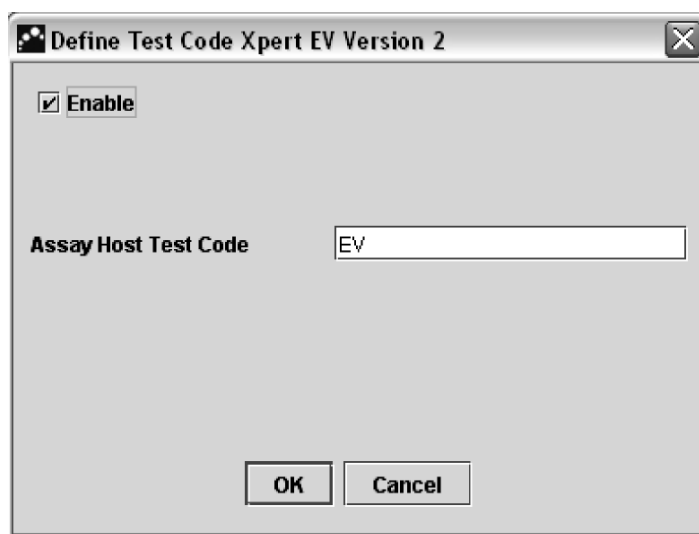 Define Test Code Xpert EV Version 2
Enable
Assay Host Test Code EV
OK Cancel